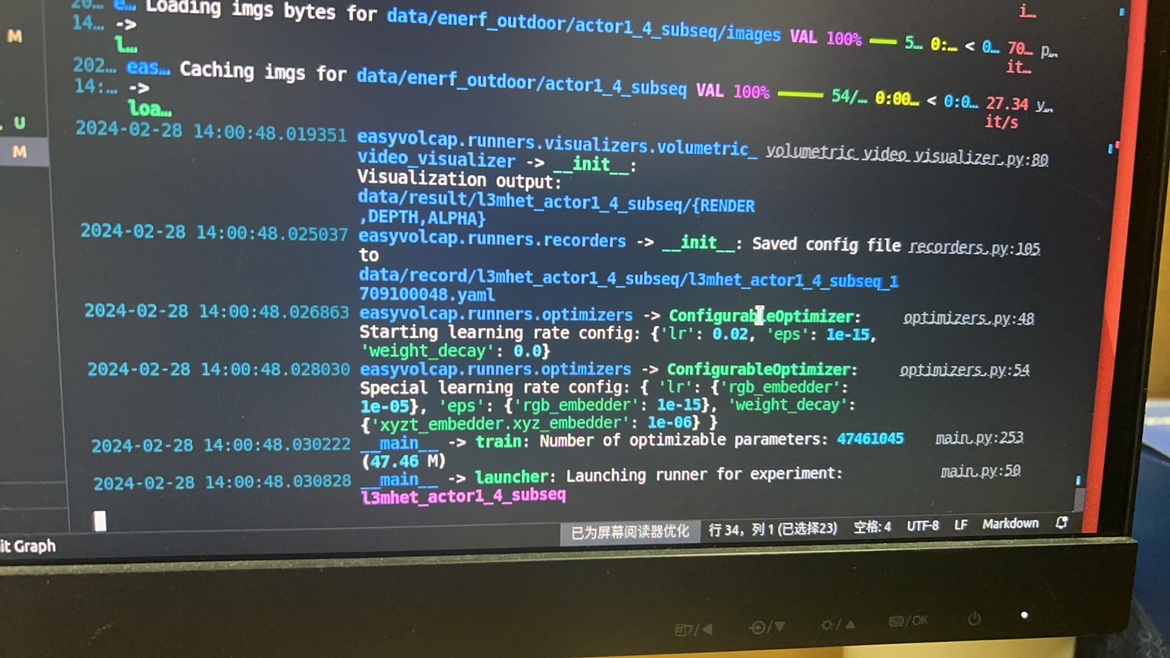 Loading imgs bytes for data/enerf_outdoor/actor1_4_subseq/images VAL 100% 5… 0:… < 0… 70… p…
14… -> it…
l…
202… eas… Caching imgs for data/enerf_outdoor/actor1_4_subseq VAL 100% 54/… 0:00… < 0:0… 27.34 y…
14:… -> it/s
loa…
U
M
M
2024-02-28 14:00:48.019351 easyvolcap.runners.visualizers.volumetric_ volumetric_video_visualizer.py:80
video_visualizer -> __init__:
Visualization output:
data/result/l3mhet_actor1_4_subseq/{RENDER
,DEPTH,ALPHA}
2024-02-28 14:00:48.025037 easyvolcap.runners.recorders -> __init__: Saved config file recorders.py:105
to
data/record/l3mhet_actor1_4_subseq/l3mhet_actor1_4_subseq_1
709100048.yaml
2024-02-28 14:00:48.026863 easyvolcap.runners.optimizers -> ConfigurableOptimizer: optimizers.py:48
Starting learning rate config: {'lr': 0.02, 'eps': 1e-15,
'weight_decay': 0.0}
2024-02-28 14:00:48.028030 easyvolcap.runners.optimizers -> ConfigurableOptimizer: optimizers.py:54
Special learning rate config: { 'lr': {'rgb_embedder':
1e-05}, 'eps': {'rgb_embedder': 1e-15}, 'weight_decay':
{'xyzt_embedder.xyz_embedder': 1e-06} }
2024-02-28 14:00:48.030222 __main__ -> train: Number of optimizable parameters: 47461045 main.py:253
(47.46 M)
2024-02-28 14:00:48.030828 __main__ -> launcher: Launching runner for experiment: main.py:50
l3mhet_actor1_4_subseq
已为屏幕阅读器优化 行 34，列 1 (已选择23) 空格: 4 UTF-8 LF Markdown
it Graph
/OK